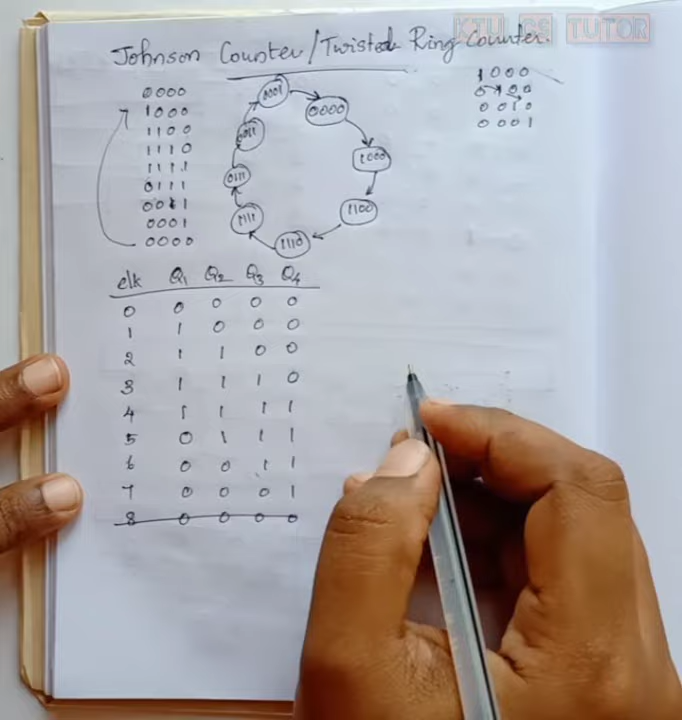 KTU CS TUTOR
Johnson Counter/Twisted Ring Counter.
0000
1000
1100
1110
1111
0111
0011
0001
0000
0001
0000
1000
1100
1110
1111
0111
0011
1000
0100
0010
0001
clk Q1 Q2 Q3 Q4
0 0 0 0 0
1 1 0 0 0
2 1 1 0 0
3 1 1 1 0
4 1 1 1 1
5 0 1 1 1
6 0 0 1 1
7 0 0 0 1
8 0 0 0 0